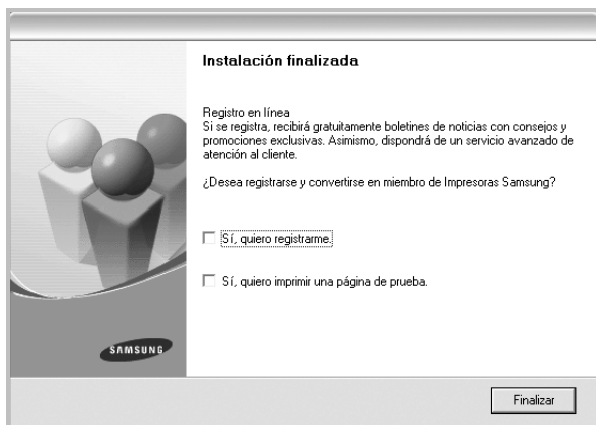 Instalación finalizada
Registro en línea
Si se registra, recibirá gratuitamente boletines de noticias con consejos y
promociones exclusivas. Asimismo, dispondrá de un servicio avanzado de
atención al cliente.
¿Desea registrarse y convertirse en miembro de Impresoras Samsung?
Sí, quiero registrarme.
Sí, quiero imprimir una página de prueba.
SAMSUNG
Finalizar